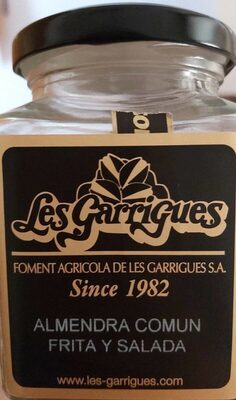 Les Garrigues
FOMENT AGRICOLA DE LES GARRIGUES S.A.
Since 1982
ALMENDRA COMUN
FRITA Y SALADA
www.les-garrigues.com